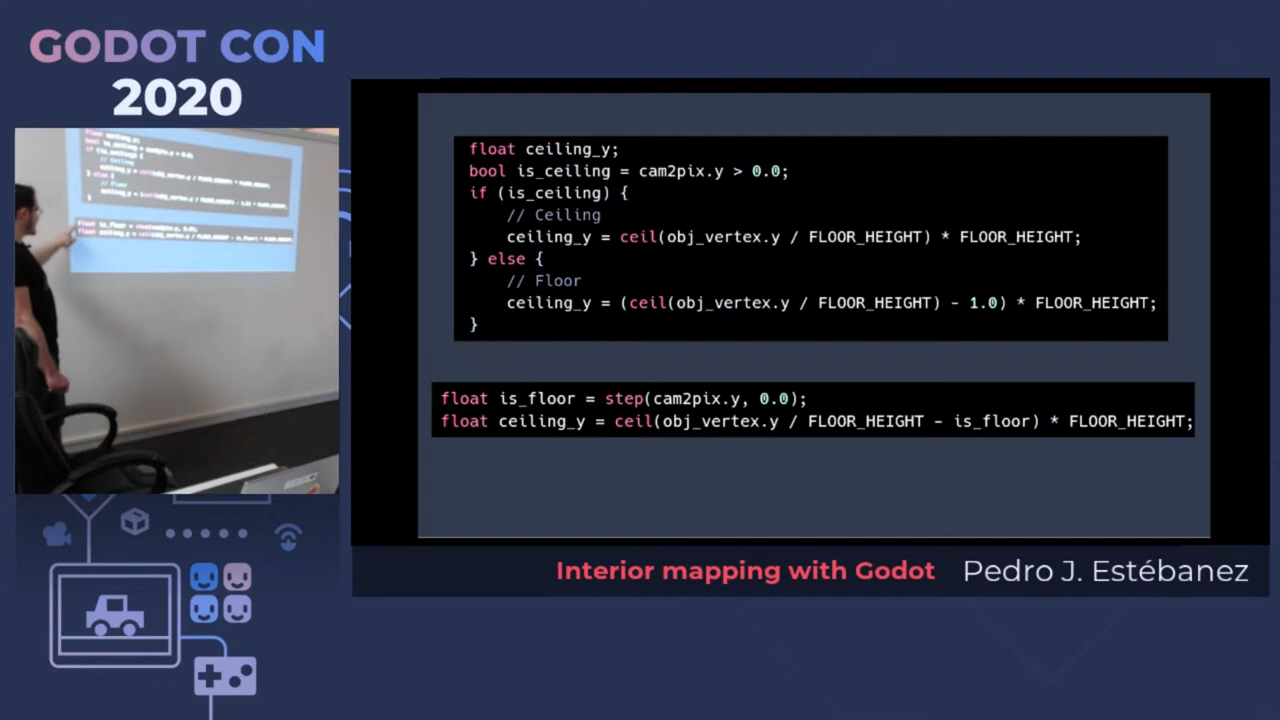 GODOT CON
2020
float ceiling_y;
bool is_ceiling = cam2pix.y > 0.0;
if (is_ceiling) {
// Ceiling
ceiling_y = ceil(obj_vertex.y / FLOOR_HEIGHT) * FLOOR_HEIGHT;
} else {
// Floor
ceiling_y = (ceil(obj_vertex.y / FLOOR_HEIGHT) - 1.0) * FLOOR_HEIGHT;
}
float is_floor = step(cam2pix.y, 0.0);
float ceiling_y = ceil(obj_vertex.y / FLOOR_HEIGHT - is_floor) * FLOOR_HEIGHT;
Interior mapping with Godot Pedro J. Estébanez